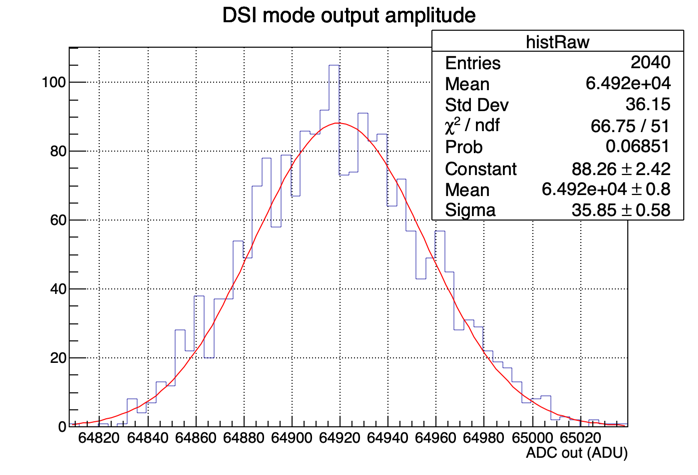 DSI mode output amplitude
histRaw
Entries 2040
Mean 6.492e+04
Std Dev 36.15
χ² / ndf 66.75 / 51
Prob 0.06851
Constant 88.26 ± 2.42
Mean 6.492e+04 ± 0.8
Sigma 35.85 ± 0.58
100
80
60
40
20
0
64820 64840 64860 64880 64900 64920 64940 64960 64980 65000 65020
ADC out (ADU)